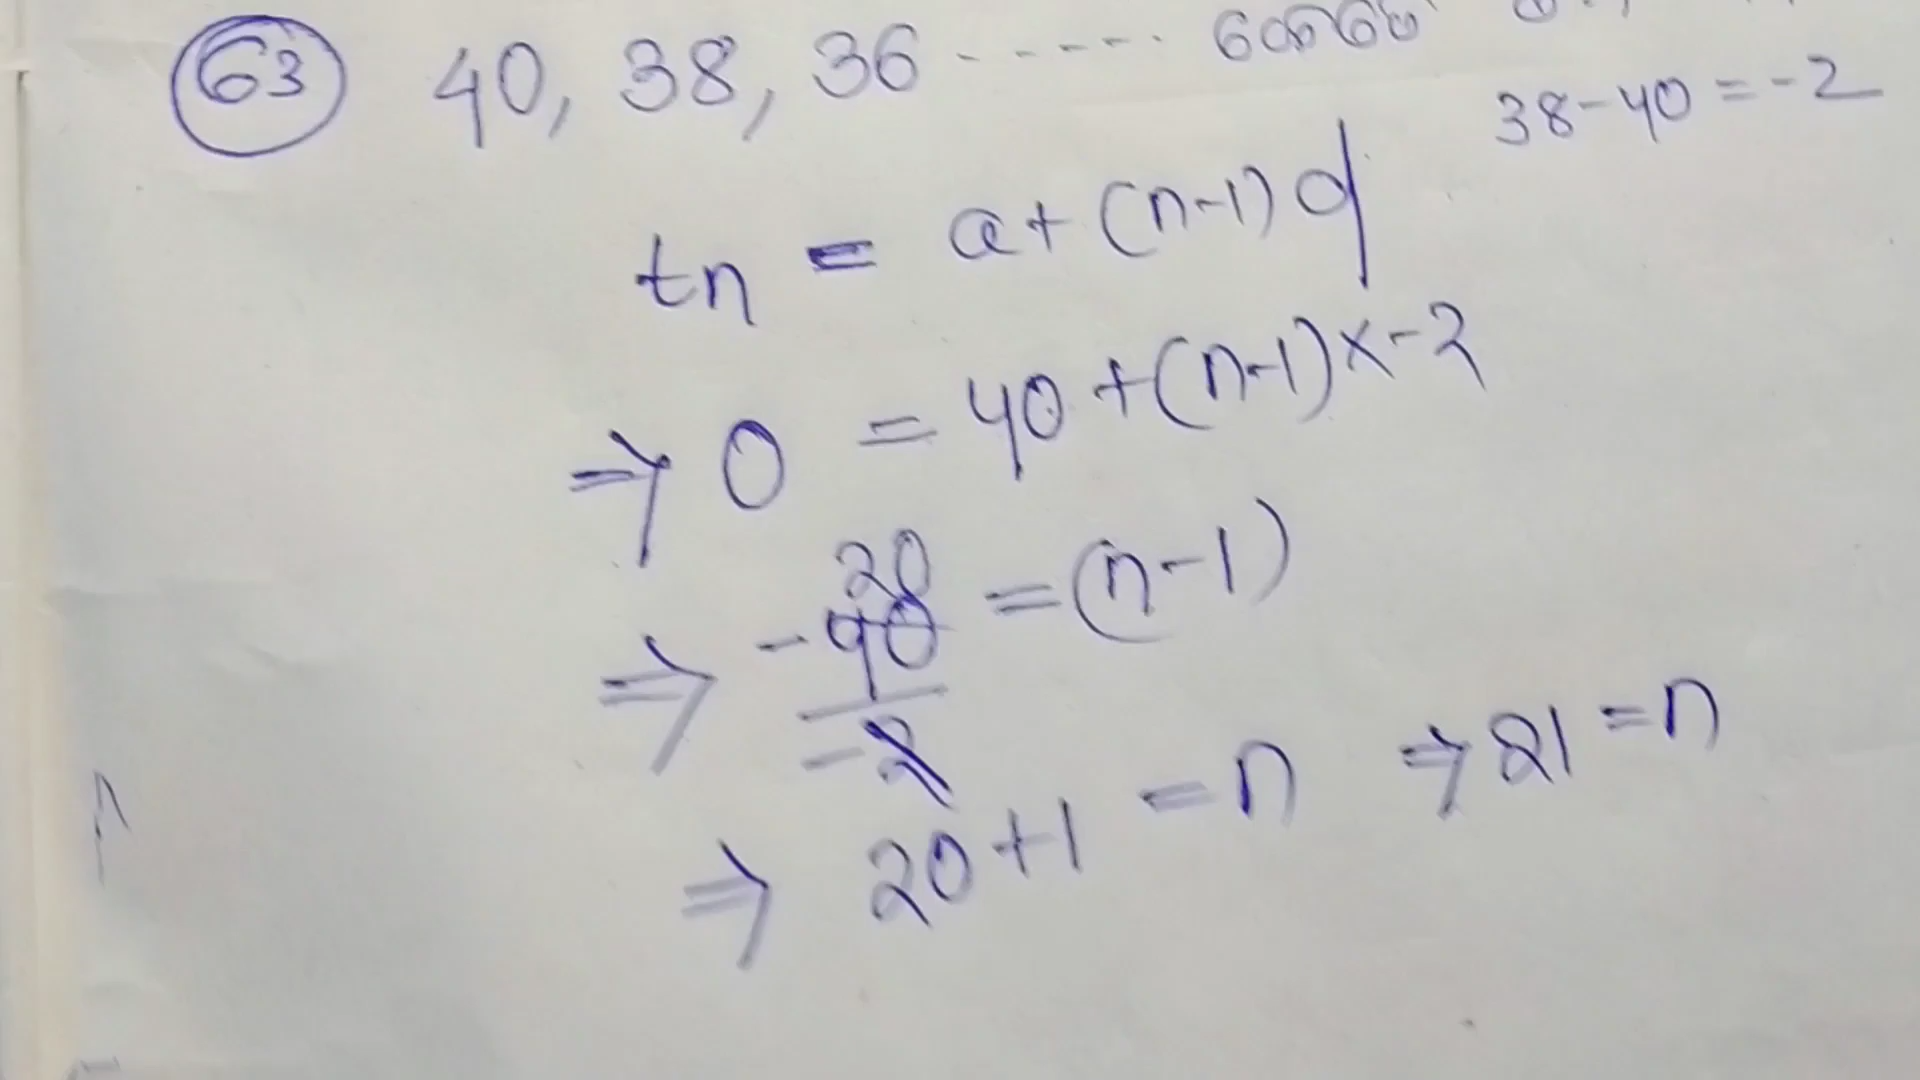 63 40, 38, 36 -----
38-40 = -2
tn = a+(n-1)d
⇒ 0 = 40+(n-1)x-2
20
⇒ -40/-2 = (n-1)
⇒ 20+1 = n ⇒ 21 = n